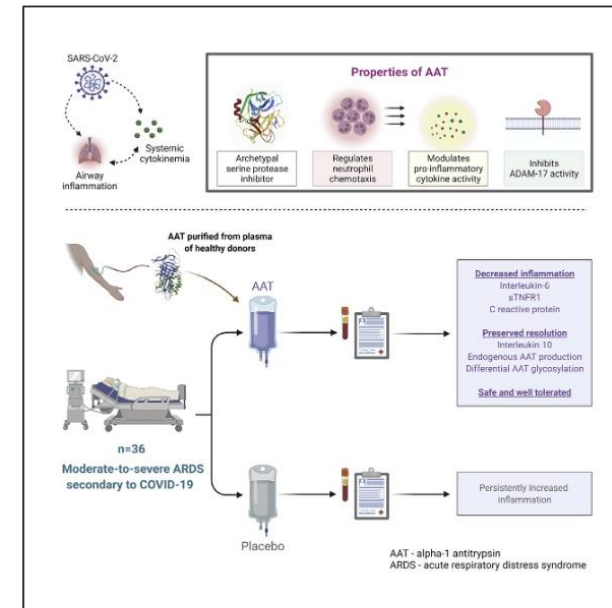 SARS-CoV-2
Systemic
cytokinemia
Airway
inflammation
Properties of AAT
Archetypal
serine protease
inhibitor
Regulates
neutrophil
chemotaxis
Modulates
pro-inflammatory
cytokine activity
Inhibits
ADAM-17 activity
AAT purified from plasma
of healthy donors
AAT
Decreased inflammation
Interleukin-6
sTNFR1
C reactive protein
Preserved resolution
Interleukin 10
Endogenous AAT production
Differential AAT glycosylation
Safe and well tolerated
n=36
Moderate-to-severe ARDS
secondary to COVID-19
Placebo
Persistently increased
inflammation
AAT - alpha-1 antitrypsin
ARDS - acute respiratory distress syndrome